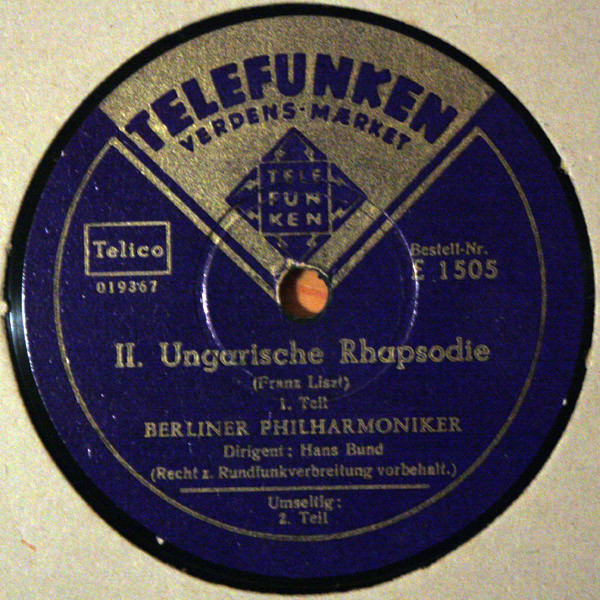 TELEFUNKEN
VERDENS-MÆRKET
TELE
FUN
KEN
Telico
019367
Bestell-Nr.
E 1505
II. Ungarische Rhapsodie
(Franz Liszt)
1. Teil
BERLINER PHILHARMONIKER
Dirigent: Hans Bund
(Recht z. Rundfunkverbreitung vorbehalt.)
Umseitig:
2. Teil